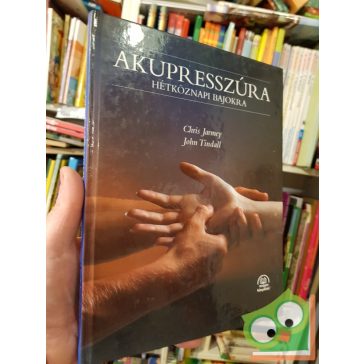 AKUPRESSZÚRA
HÉTKÖZNAPI BAJOKRA
Chris Jarmey
John Tindall